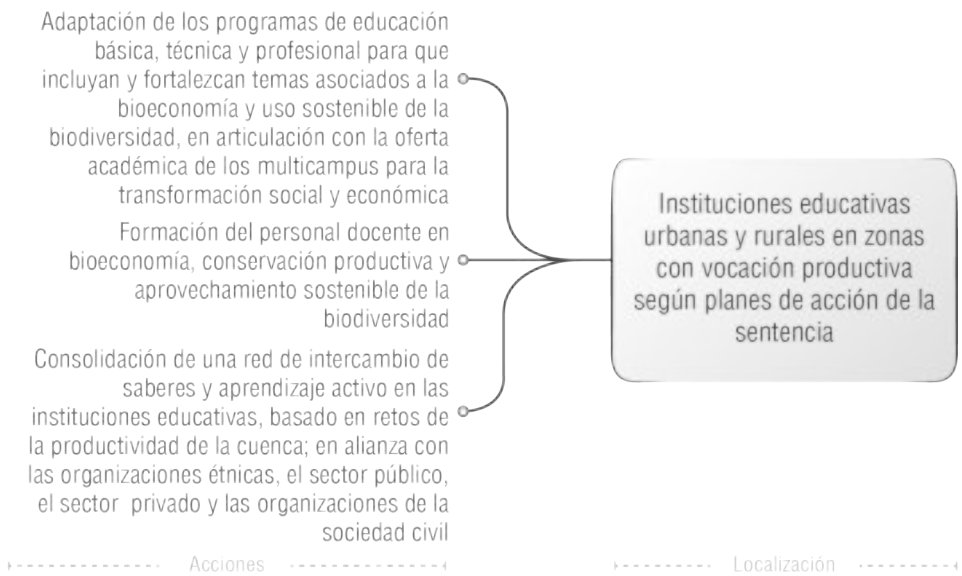 Adaptación de los programas de educación
básica, técnica y profesional para que
incluyan y fortalezcan temas asociados a la
bioeconomía y uso sostenible de la
biodiversidad, en articulación con la oferta
académica de los multicampus para la
transformación social y económica
Formación del personal docente en
bioeconomía, conservación productiva y
aprovechamiento sostenible de la
biodiversidad
Consolidación de una red de intercambio de
saberes y aprendizaje activo en las
instituciones educativas, basado en retos de
la productividad de la cuenca; en alianza con
las organizaciones étnicas, el sector público,
el sector privado y las organizaciones de la
sociedad civil
Instituciones educativas
urbanas y rurales en zonas
con vocación productiva
según planes de acción de la
sentencia
Acciones
Localización